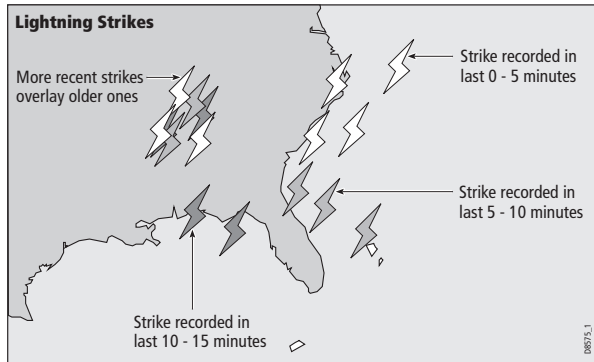 Lightning Strikes
More recent strikes
overlay older ones
Strike recorded in
last 0 - 5 minutes
Strike recorded in
last 5 - 10 minutes
Strike recorded in
last 10 - 15 minutes
D8575_1